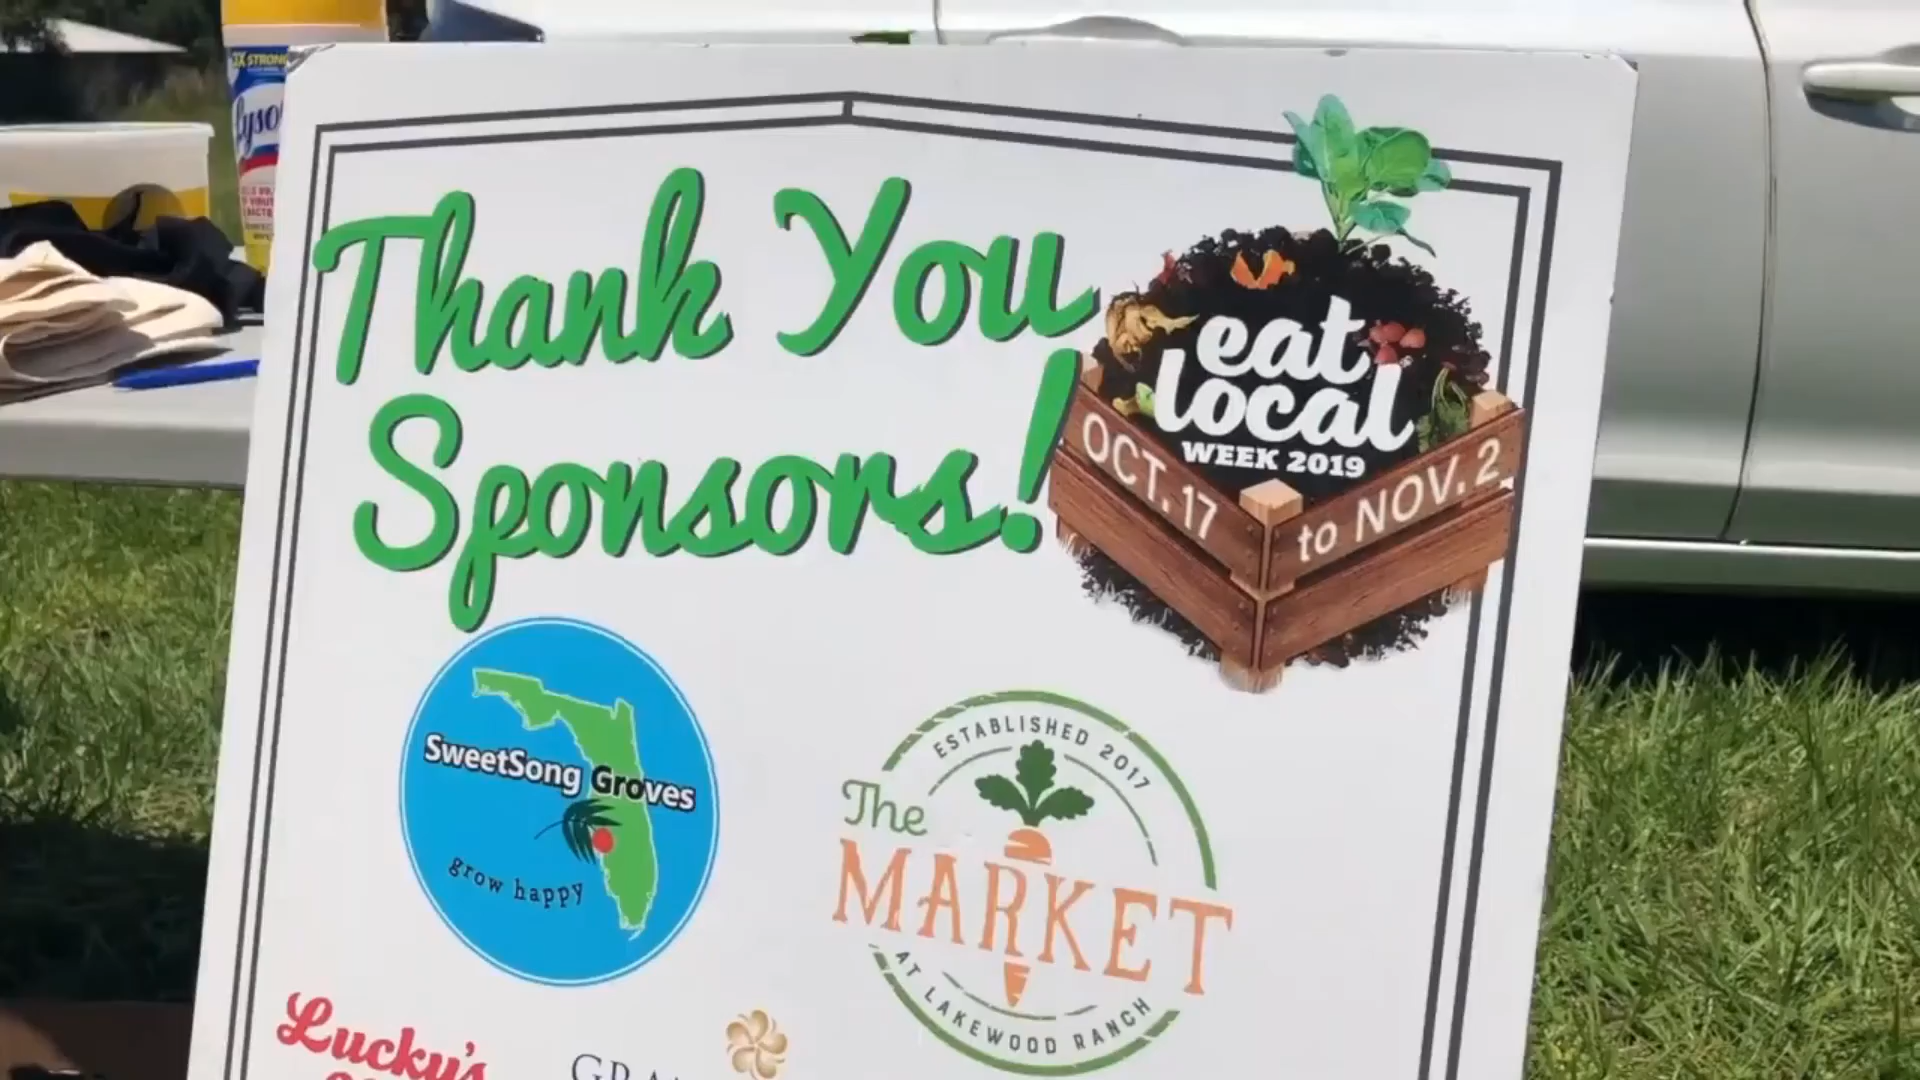 Thank You
Sponsors!
eat
local
WEEK 2019
OCT. 17
to NOV. 2
SweetSong Groves
grow happy
ESTABLISHED 2017
The
MARKET
AT LAKEWOOD RANCH
Lucky's